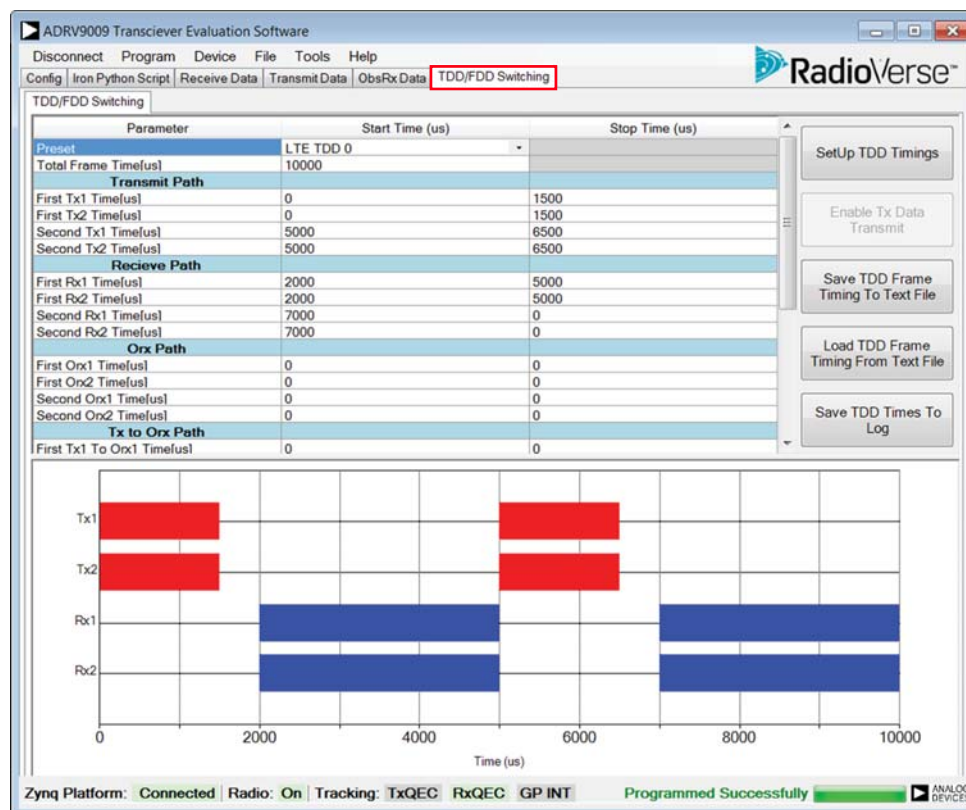 ADRV9009 Transciever Evaluation Software
Disconnect Program Device File Tools Help
Config Iron Python Script Receive Data Transmit Data ObsRx Data TDD/FDD Switching
RadioVerse™
TDD/FDD Switching
Parameter Start Time (us) Stop Time (us)
Preset LTE TDD 0
Total Frame Time[us] 10000
Transmit Path
First Tx1 Time[us] 0 1500
First Tx2 Time[us] 0 1500
Second Tx1 Time[us] 5000 6500
Second Tx2 Time[us] 5000 6500
Recieve Path
First Rx1 Time[us] 2000 5000
First Rx2 Time[us] 2000 5000
Second Rx1 Time[us] 7000 0
Second Rx2 Time[us] 7000 0
Orx Path
First Orx1 Time[us] 0 0
First Orx2 Time[us] 0 0
Second Orx1 Time[us] 0 0
Second Orx2 Time[us] 0 0
Tx to Orx Path
First Tx1 To Orx1 Time[us] 0 0
SetUp TDD Timings
Enable Tx Data
Transmit
Save TDD Frame
Timing To Text File
Load TDD Frame
Timing From Text File
Save TDD Times To
Log
Tx1
Tx2
Rx1
Rx2
0 2000 4000 6000 8000 10000
Time (us)
Zynq Platform: Connected Radio: On Tracking: TxQEC RxQEC GP INT Programmed Successfully
ANALOG
DEVICES